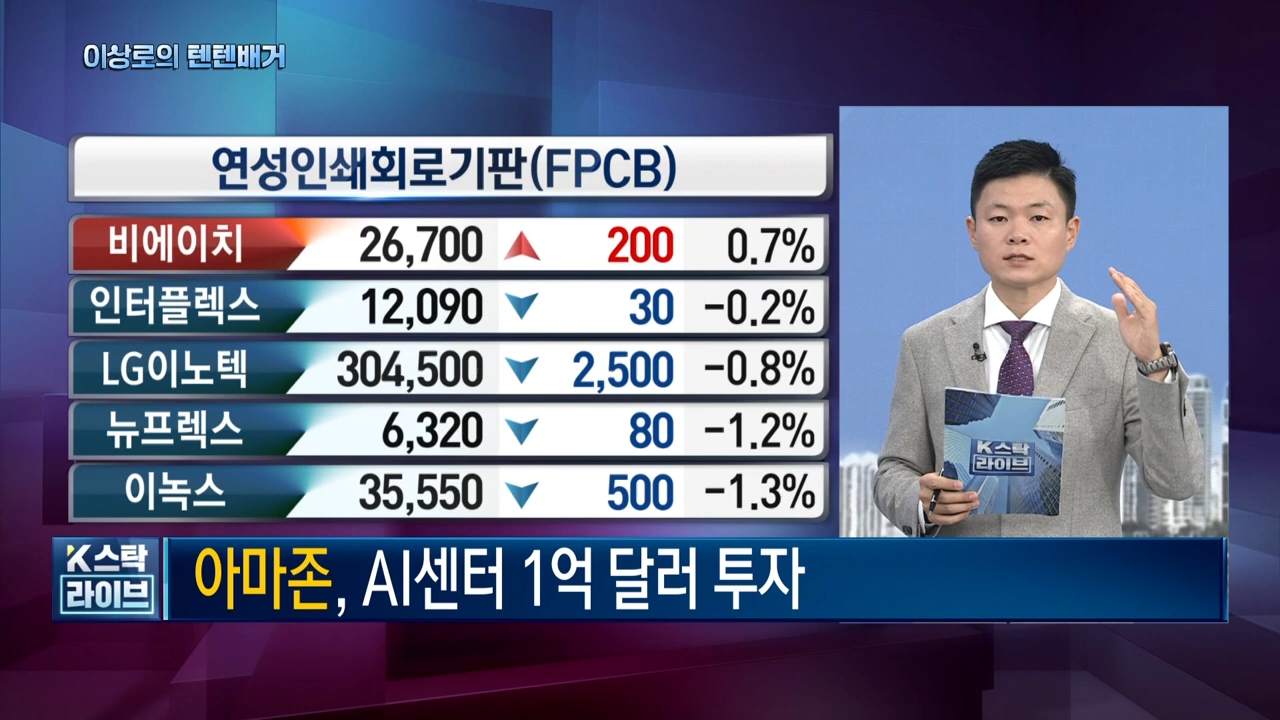 이상로의 텐텐배거
연성인쇄회로기판(FPCB)
비에이치 26,700 ▲ 200 0.7%
인터플렉스 12,090 ▼ 30 -0.2%
LG이노텍 304,500 ▼ 2,500 -0.8%
뉴프렉스 6,320 ▼ 80 -1.2%
이녹스 35,550 ▼ 500 -1.3%
K스탁
라이브
K스탁
라이브
아마존, AI센터 1억 달러 투자